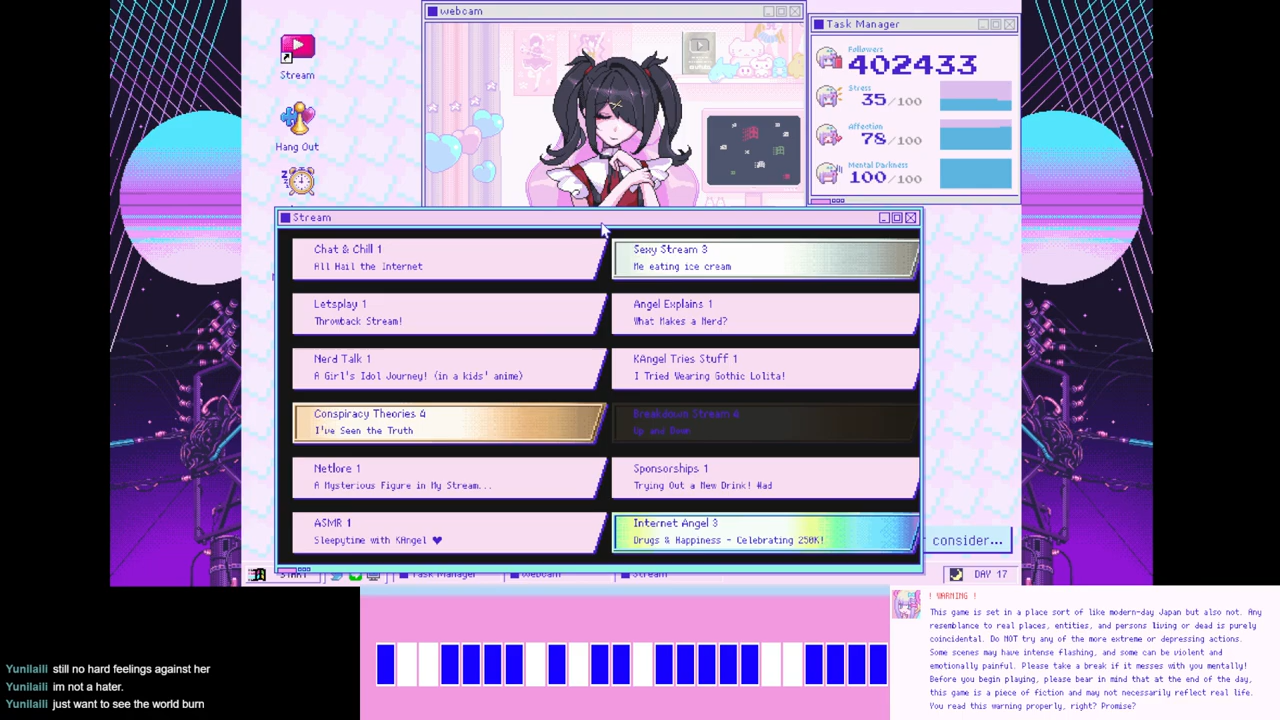 webcam
Task Manager
Followers
402433
Stress
35/100
Affection
78/100
Mental Darkness
100/100
Stream
Hang Out
Stream
Chat & Chill 1
All Hail the Internet
Sexy Stream 3
Me eating ice cream
Letsplay 1
Throwback Stream!
Angel Explains 1
What Makes a Nerd?
Nerd Talk 1
A Girl's Idol Journey! (in a kids' anime)
KAngel Tries Stuff 1
I Tried Wearing Gothic Lolita!
Conspiracy Theories 4
I've Seen the Truth
Breakdown Stream
Up and Down
Netlore 1
A Mysterious Figure in My Stream...
Sponsorships 1
Trying Out a New Drink! #ad
ASMR 1
Sleepytime with KAngel ♥
Internet Angel 3
Drugs & Happiness - Celebrating 250K!
consider...
START
Task Manager
webcam
Stream
DAY 17
Yunilaili still no hard feelings against her
Yunilaili im not a hater.
Yunilaili just want to see the world burn
! WARNING !
This game is set in a place sort of like modern-day Japan but also not. Any
resemblance to real places, entities, and persons living or dead is purely
coincidental. Do NOT try any of the more extreme or depressing actions.
Some scenes may have intense flashing, and some can be violent and
emotionally painful. Please take a break if it messes with you mentally!
Before you begin playing, please bear in mind that at the end of the day,
this game is a piece of fiction and may not necessarily reflect real life.
You read this warning properly, right? Promise?